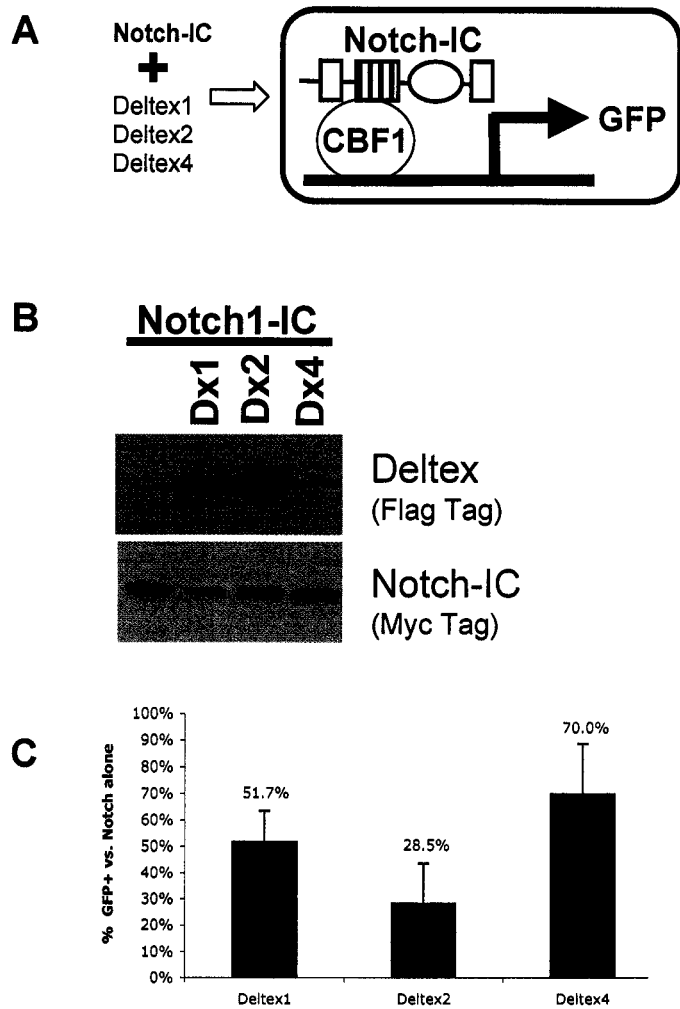 A
Notch-IC
+
Deltex1
Deltex2
Deltex4
Notch-IC
CBF1
GFP
B
Notch1-IC
Dx1
Dx2
Dx4
Deltex
(Flag Tag)
Notch-IC
(Myc Tag)
C
% GFP+ vs. Notch alone
100%
90%
80%
70%
60%
50%
40%
30%
20%
10%
0%
51.7%
28.5%
70.0%
Deltex1
Deltex2
Deltex4